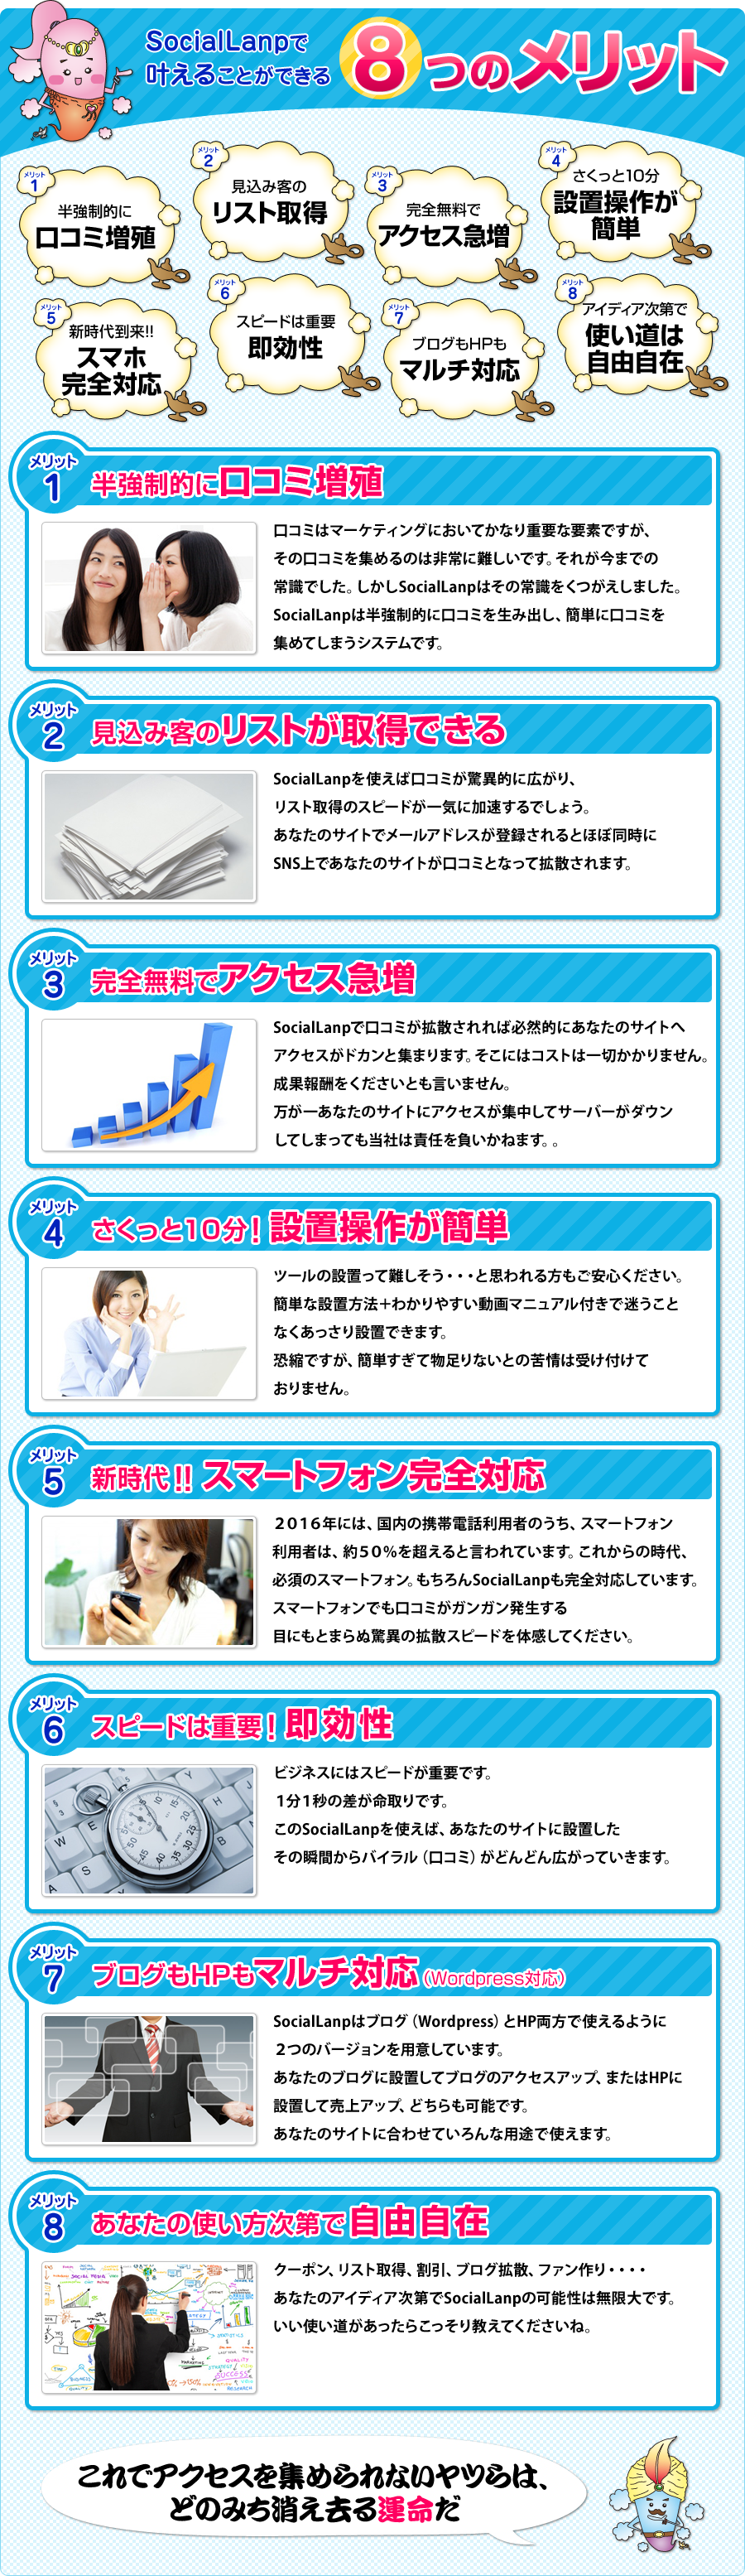 SocialLanpで
叶えることができる
8つのメリット
メリット
1
半強制的に
口コミ増殖
メリット
2
見込み客の
リスト取得
メリット
3
完全無料で
アクセス急増
メリット
4
さくっと10分
設置操作が
簡単
メリット
5
新時代到来!!
スマホ
完全対応
メリット
6
スピードは重要
即効性
メリット
7
ブログもHPも
マルチ対応
メリット
8
アイディア次第で
使い道は
自由自在
メリット
1
半強制的に口コミ増殖
口コミはマーケティングにおいてかなり重要な要素ですが、
その口コミを集めるのは非常に難しいです。それが今までの
常識でした。しかしSocialLanpはその常識をくつがえしました。
SocialLanpは半強制的に口コミを生み出し、簡単に口コミを
集めてしまうシステムです。
メリット
2
見込み客のリストが取得できる
SocialLanpを使えば口コミが驚異的に広がり、
リスト取得のスピードが一気に加速するでしょう。
あなたのサイトでメールアドレスが登録されるとほぼ同時に
SNS上であなたのサイトが口コミとなって拡散されます。
メリット
3
完全無料でアクセス急増
SocialLanpで口コミが拡散されれば必然的にあなたのサイトへ
アクセスがドカンと集まります。そこにはコストは一切かかりません。
成果報酬をくださいとも言いません。
万が一あなたのサイトにアクセスが集中してサーバーがダウン
してしまっても当社は責任を負いかねます。。
メリット
4
さくっと10分！設置操作が簡単
ツールの設置って難しそう・・・と思われる方もご安心ください。
簡単な設置方法＋わかりやすい動画マニュアル付きで迷うこと
なくあっさり設置できます。
恐縮ですが、簡単すぎて物足りないとの苦情は受け付けて
おりません。
メリット
5
新時代!! スマートフォン完全対応
２０１６年には、国内の携帯電話利用者のうち、スマートフォン
利用者は、約５０％を超えると言われています。これからの時代、
必須のスマートフォン。もちろんSocialLanpも完全対応しています。
スマートフォンでも口コミがガンガン発生する
目にもとまらぬ驚異の拡散スピードを体感してください。
メリット
6
スピードは重要！即効性
ビジネスにはスピードが重要です。
１分１秒の差が命取りです。
このSocialLanpを使えば、あなたのサイトに設置した
その瞬間からバイラル（口コミ）がどんどん広がっていきます。
メリット
7
ブログもHPもマルチ対応（Wordpress対応）
SocialLanpはブログ（Wordpress）とHP両方で使えるように
２つのバージョンを用意しています。
あなたのブログに設置してブログのアクセスアップ、またはHPに
設置して売上アップ、どちらも可能です。
あなたのサイトに合わせていろんな用途で使えます。
メリット
8
あなたの使い方次第で自由自在
クーポン、リスト取得、割引、ブログ拡散、ファン作り・・・・
あなたのアイディア次第でSocialLanpの可能性は無限大です。
いい使い道があったらこっそり教えてくださいね。
SOCIAL MEDIA
SUCCESS
これでアクセスを集められないヤツらは、
どのみち消え去る運命だ